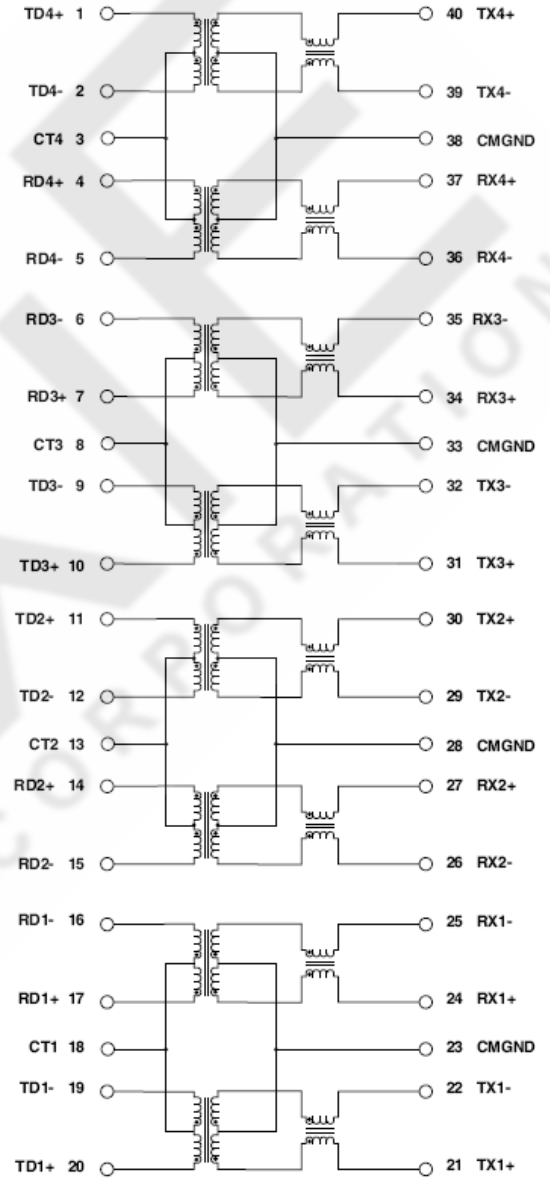 TD4+ 1 40 TX4+
TD4- 2 39 TX4-
CT4 3 38 CMGND
RD4+ 4 37 RX4+
RD4- 5 36 RX4-
RD3- 6 35 RX3-
RD3+ 7 34 RX3+
CT3 8 33 CMGND
TD3- 9 32 TX3-
TD3+ 10 31 TX3+
TD2+ 11 30 TX2+
TD2- 12 29 TX2-
CT2 13 28 CMGND
RD2+ 14 27 RX2+
RD2- 15 26 RX2-
RD1- 16 25 RX1-
RD1+ 17 24 RX1+
CT1 18 23 CMGND
TD1- 19 22 TX1-
TD1+ 20 21 TX1+
CORPORATION